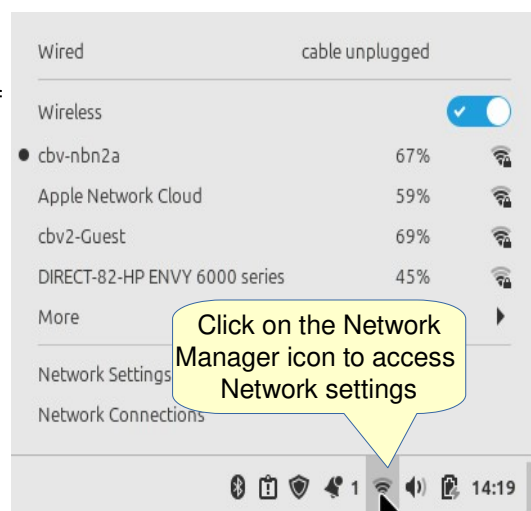 Wired cable unplugged
Wireless
cbv-nbn2a 67%
Apple Network Cloud 59%
cbv2-Guest 69%
DIRECT-82-HP ENVY 6000 series 45%
More
Click on the Network
Manager icon to access
Network settings
Network Settings
Network Connections
1 14:19